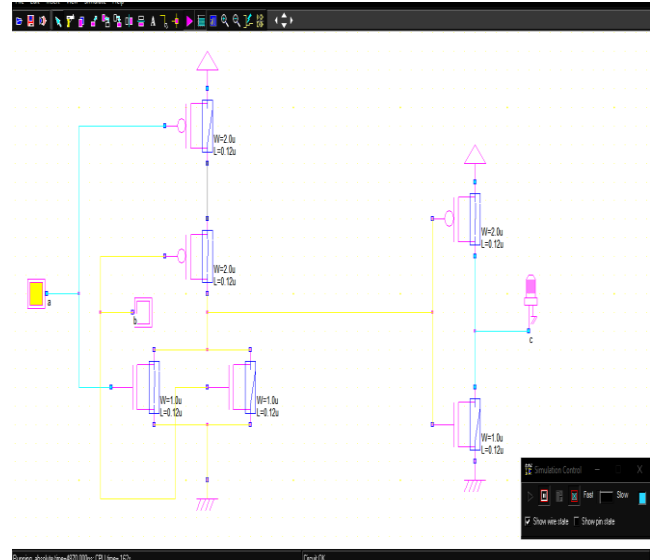 W=2.0u
L=0.12u
W=2.0u
L=0.12u
W=2.0u
L=0.12u
a
b
c
W=1.0u
L=0.12u
W=1.0u
L=0.12u
W=1.0u
L=0.12u
Simulation Control
Fast
Slow
Show wire state
Show pin state
Circuit OK